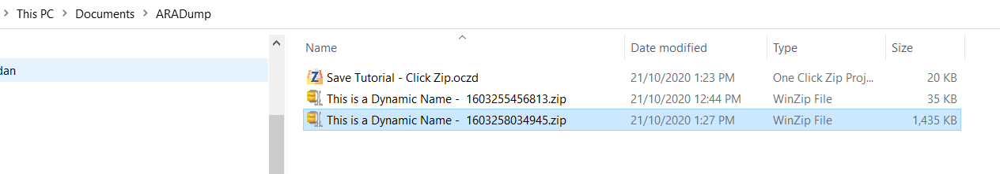 This PC > Documents > ARADump
dan
Name Date modified Type Size
Save Tutorial - Click Zip.oczd 21/10/2020 1:23 PM One Click Zip Proj... 20 KB
This is a Dynamic Name -  1603255456813.zip 21/10/2020 12:44 PM WinZip File 35 KB
This is a Dynamic Name -  1603258034945.zip 21/10/2020 1:27 PM WinZip File 1,435 KB